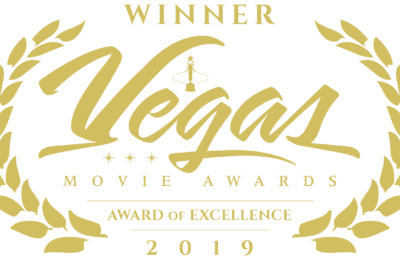 WINNER
Vegas
MOVIE AWARDS
AWARD OF EXCELLENCE
2019